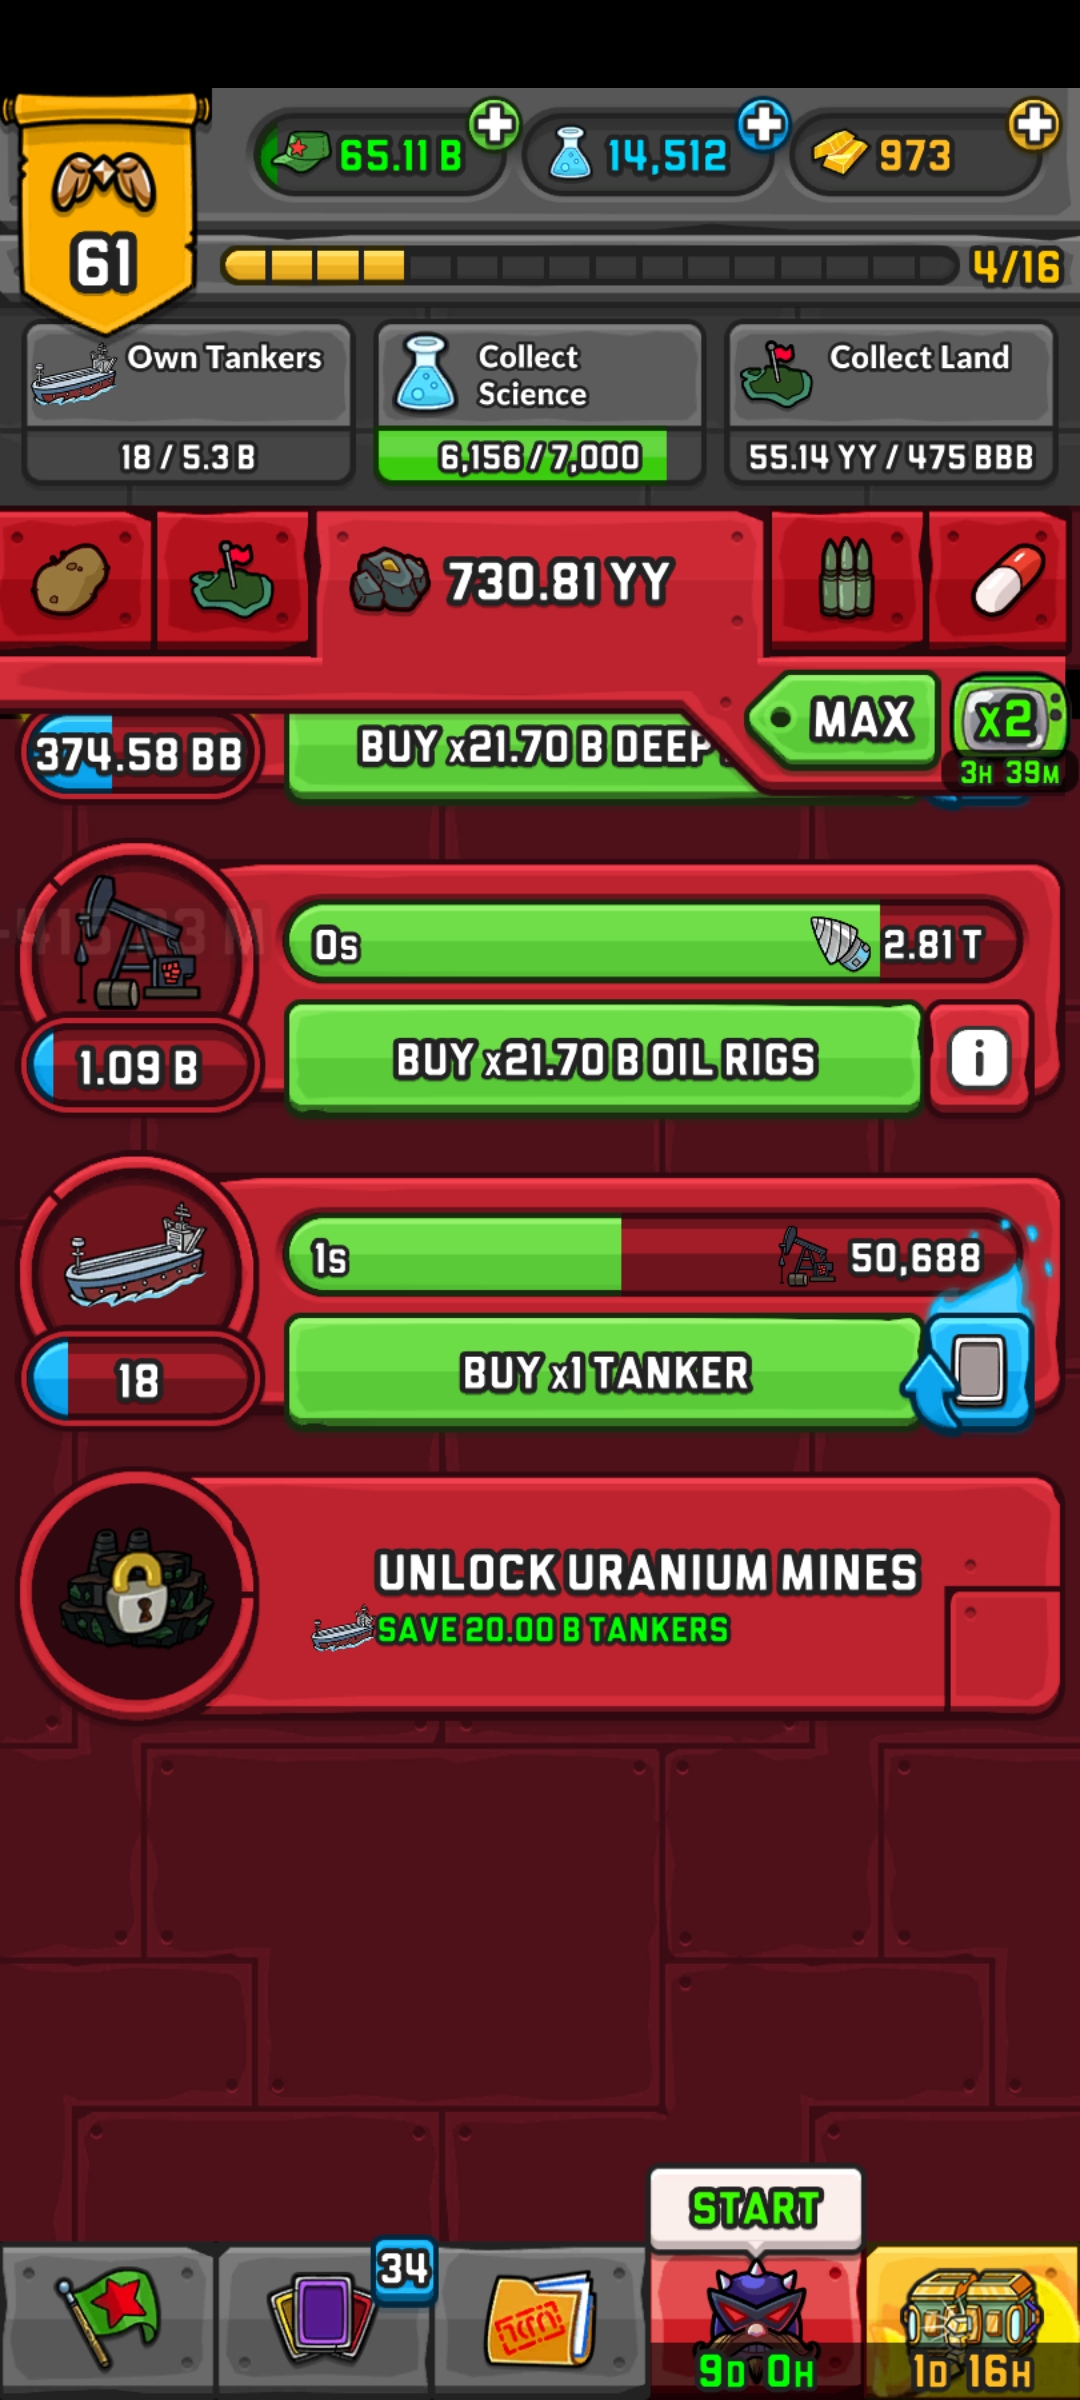 65.11 B
14,512
973
61
4/16
Own Tankers
18 / 5.3 B
Collect
Science
6,156 / 7,000
Collect Land
55.14 YY / 475 BBB
730.81 YY
MAX
x2
3H 39M
374.58 BB
BUY x21.70 B DEEP
0s
2.81 T
1.09 B
BUY x21.70 B OIL RIGS
i
1s
50,688
18
BUY x1 TANKER
UNLOCK URANIUM MINES
SAVE 20.00 B TANKERS
START
34
9D 0H
1D 16H